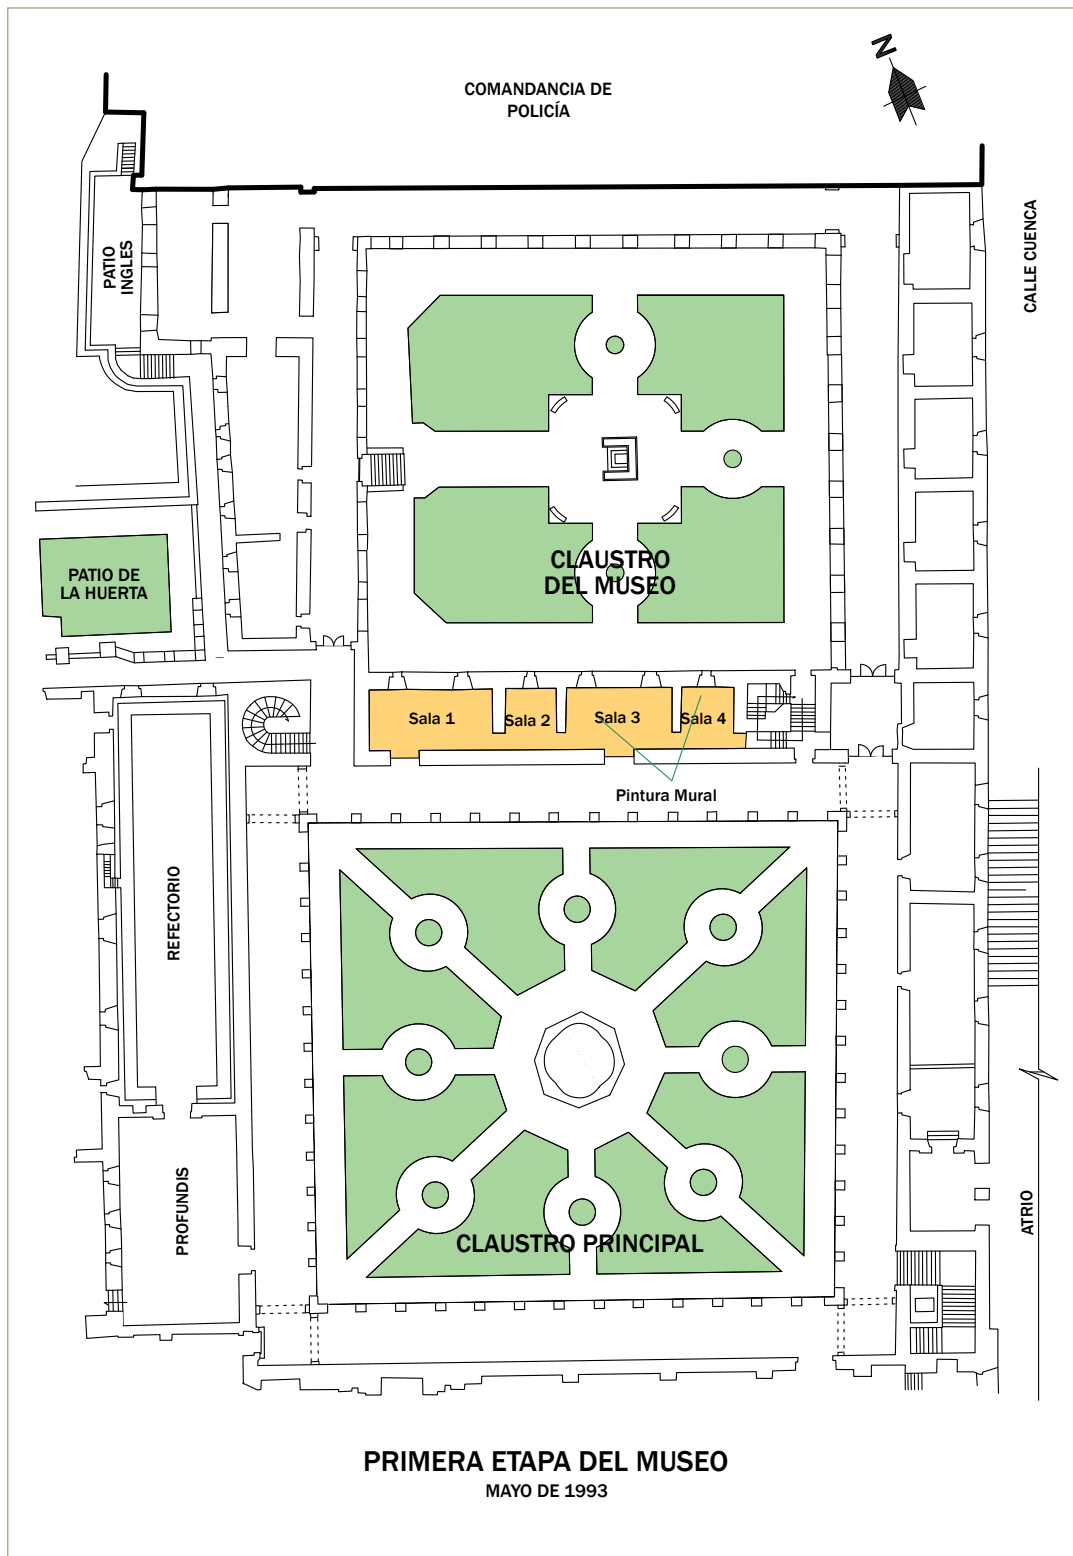 N
COMANDANCIA DE
POLICÍA
CALLE CUENCA
PATIO
INGLES
CLAUSTRO
DEL MUSEO
PATIO DE
LA HUERTA
Sala 1
Sala 2
Sala 3
Sala 4
Pintura Mural
REFECTORIO
PROFUNDIS
CLAUSTRO PRINCIPAL
ATRIO
PRIMERA ETAPA DEL MUSEO
MAYO DE 1993